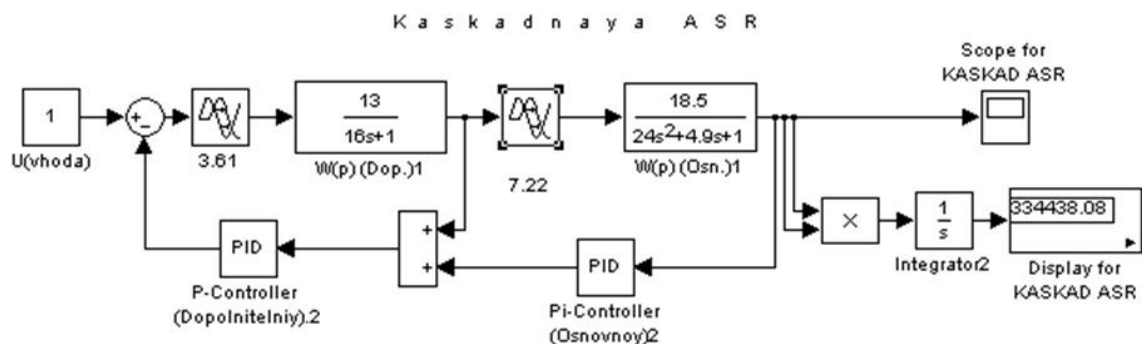 Kaskadnaya ASR
Scope for
KASKAD ASR
1
U(vhoda)
+
-
3.61
13
16s+1
W(p) (Dop.)1
7.22
18.5
24s²+4.9s+1
W(p) (Osn.)1
PID
P-Controller
(Dopolnitelniy).2
+
+
PID
Pi-Controller
(Osnovnoy)2
×
1
s
Integrator2
334438.08
Display for
KASKAD ASR